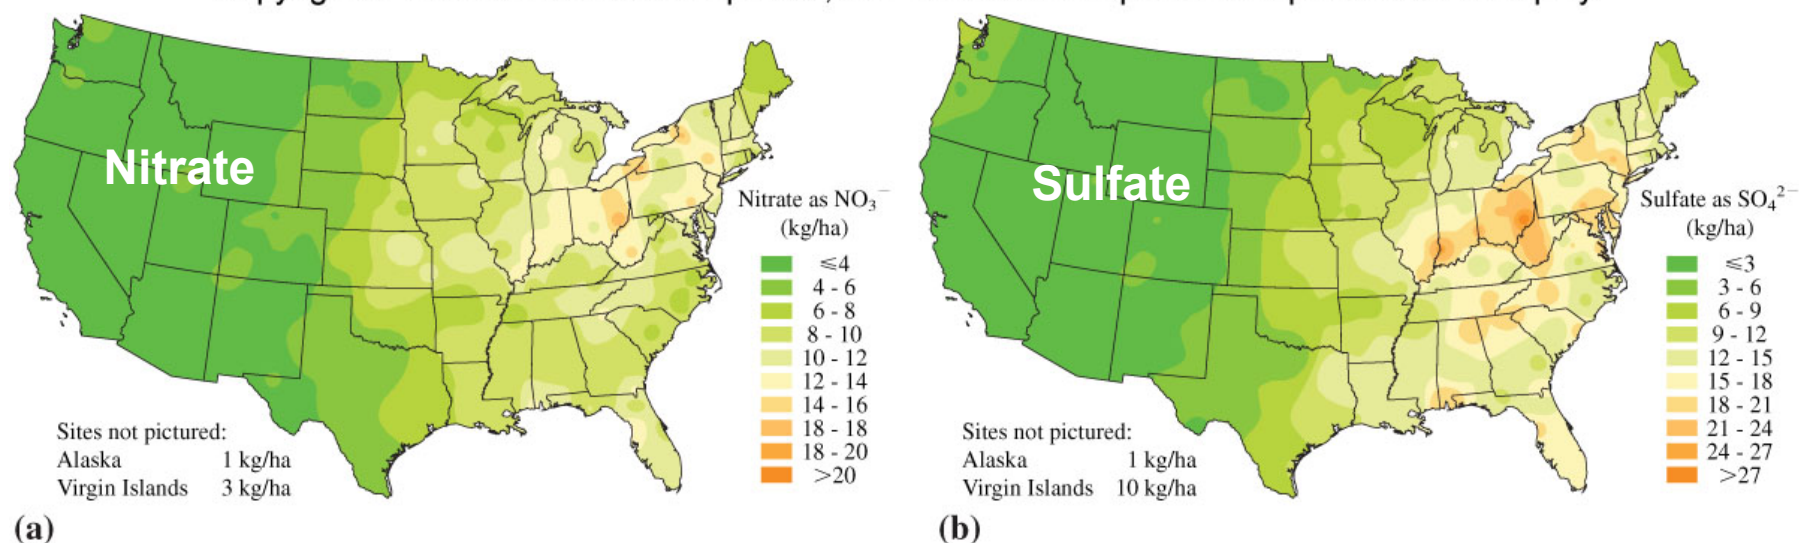 Nitrate
Nitrate as NO₃⁻
(kg/ha)
≤4
4 - 6
6 - 8
8 - 10
10 - 12
12 - 14
14 - 16
18 - 18
18 - 20
>20
Sites not pictured:
Alaska 1 kg/ha
Virgin Islands 3 kg/ha
(a)
Sulfate
Sulfate as SO₄²⁻
(kg/ha)
≤3
3 - 6
6 - 9
9 - 12
12 - 15
15 - 18
18 - 21
21 - 24
24 - 27
>27
Sites not pictured:
Alaska 1 kg/ha
Virgin Islands 10 kg/ha
(b)